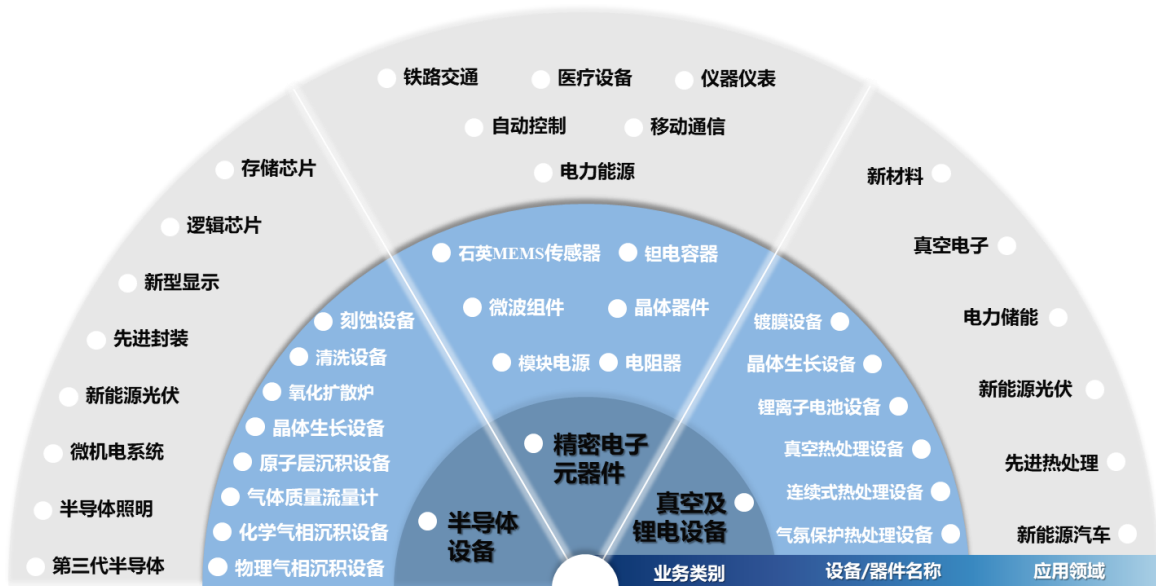 铁路交通
医疗设备
仪器仪表
自动控制
移动通信
电力能源
存储芯片
逻辑芯片
新型显示
先进封装
新能源光伏
微机电系统
半导体照明
第三代半导体
新材料
真空电子
电力储能
新能源光伏
先进热处理
新能源汽车
石英MEMS传感器
钽电容器
微波组件
晶体器件
模块电源
电阻器
刻蚀设备
清洗设备
氧化扩散炉
晶体生长设备
原子层沉积设备
气体质量流量计
化学气相沉积设备
物理气相沉积设备
镀膜设备
晶体生长设备
锂离子电池设备
真空热处理设备
连续式热处理设备
气氛保护热处理设备
精密电子
元器件
半导体
设备
真空及
锂电设备
业务类别
设备/器件名称
应用领域